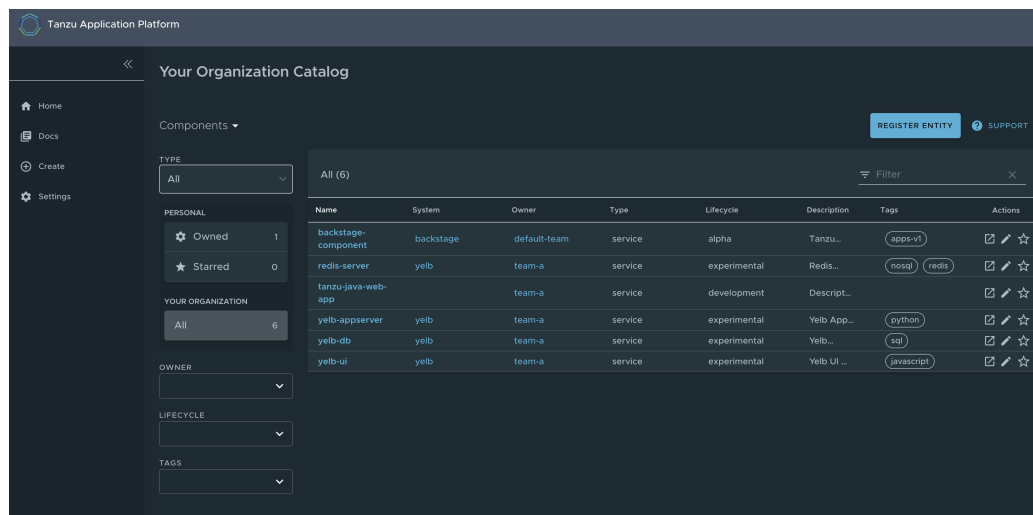 Tanzu Application Platform
Home
Docs
Create
Settings
Your Organization Catalog
Components
REGISTER ENTITY
SUPPORT
TYPE
All
PERSONAL
Owned 1
Starred 0
YOUR ORGANIZATION
All 6
OWNER
LIFECYCLE
TAGS
All (6)
Filter
Name System Owner Type Lifecycle Description Tags Actions
backstage-component backstage default-team service alpha Tanzu... apps-v1
redis-server yelb team-a service experimental Redis... nosql redis
tanzu-java-web-app team-a service development Descript...
yelb-appserver yelb team-a service experimental Yelb App... python
yelb-db yelb team-a service experimental Yelb... sql
yelb-ui yelb team-a service experimental Yelb UI ... javascript